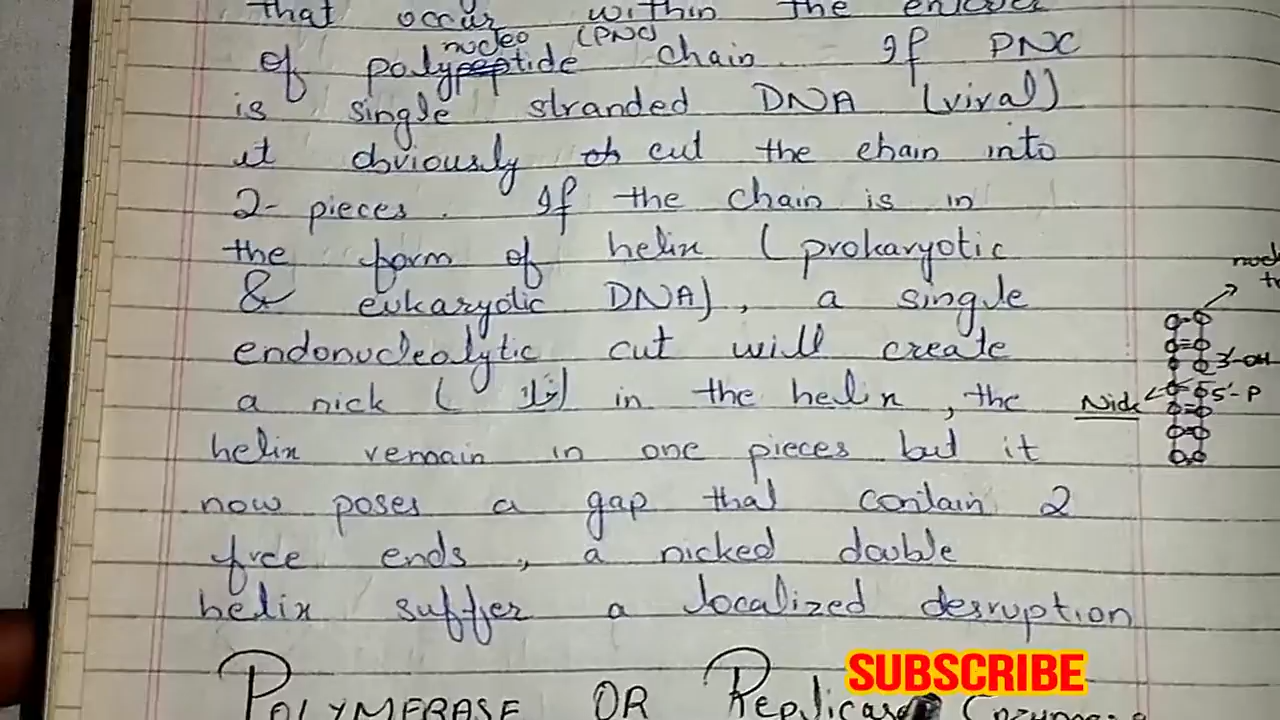 that occur within the
nucleo (PNC)
of polypeptide chain. If PNC
is single stranded DNA (viral)
it obviously cut the chain into
2- pieces. If the chain is in
the form of helix (prokaryotic
& eukaryotic DNA), a single
endonucleolytic cut will create
a nick (خلا) in the helix, the
helix remain in one pieces but it
now poses a gap that contain 2
free ends, a nicked double
helix suffer a localized desruption
POLYMERASE OR Replicase
3'-OH
Nick
5'-P
SUBSCRIBE